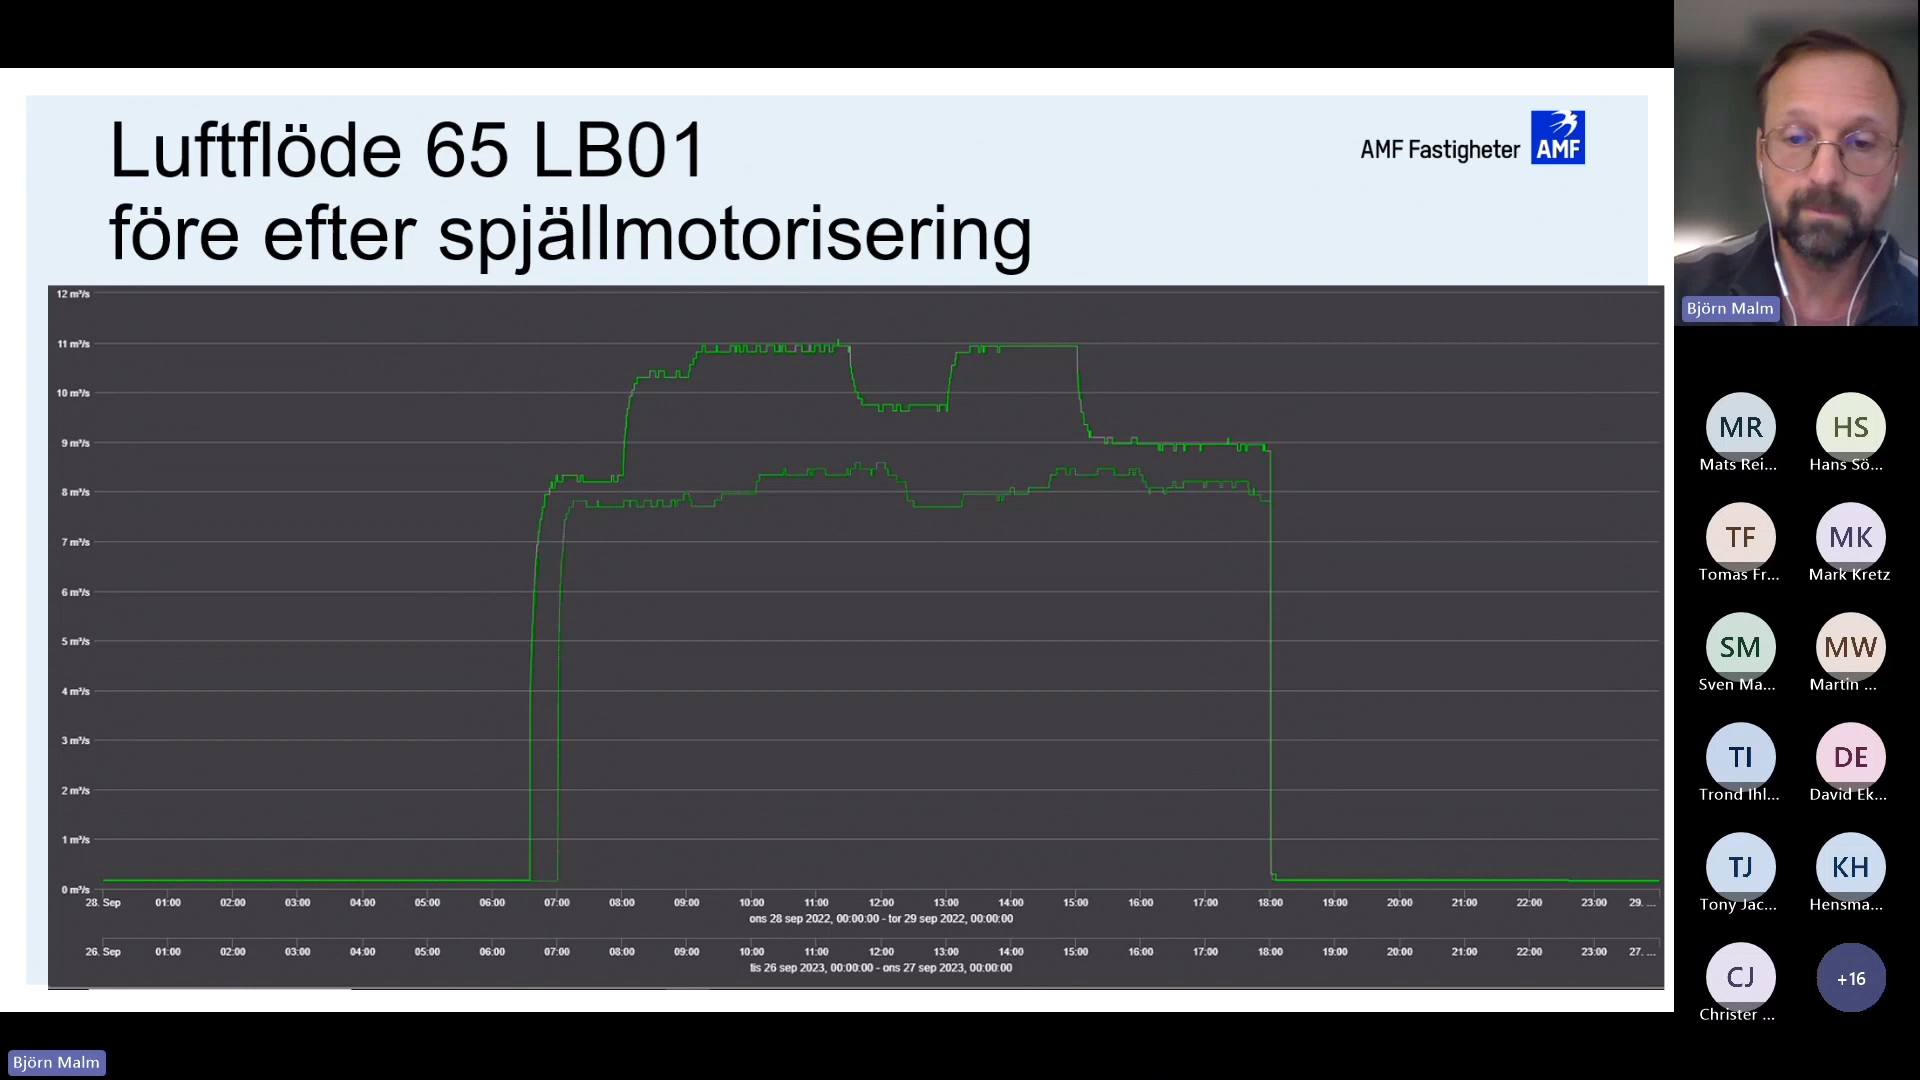 Luftflöde 65 LB01
före efter spjällmotorisering
AMF Fastigheter
AMF
12 m³/s
11 m³/s
10 m³/s
9 m³/s
8 m³/s
7 m³/s
6 m³/s
5 m³/s
4 m³/s
3 m³/s
2 m³/s
1 m³/s
0 m³/s
28. Sep 01:00 02:00 03:00 04:00 05:00 06:00 07:00 08:00 09:00 10:00 11:00 12:00 13:00 14:00 15:00 16:00 17:00 18:00 19:00 20:00 21:00 22:00 23:00 29. ...
ons 28 sep 2022, 00:00:00 - tor 29 sep 2022, 00:00:00
26. Sep 01:00 02:00 03:00 04:00 05:00 06:00 07:00 08:00 09:00 10:00 11:00 12:00 13:00 14:00 15:00 16:00 17:00 18:00 19:00 20:00 21:00 22:00 23:00 27. ...
tis 26 sep 2023, 00:00:00 - ons 27 sep 2023, 00:00:00
Björn Malm
MR HS
Mats Rei... Hans Sö...
TF MK
Tomas Fr... Mark Kretz
SM MW
Sven Ma... Martin ...
TI DE
Trond Ihl... David Ek...
TJ KH
Tony Jac... Hensma...
CJ +16
Christer ...
Björn Malm